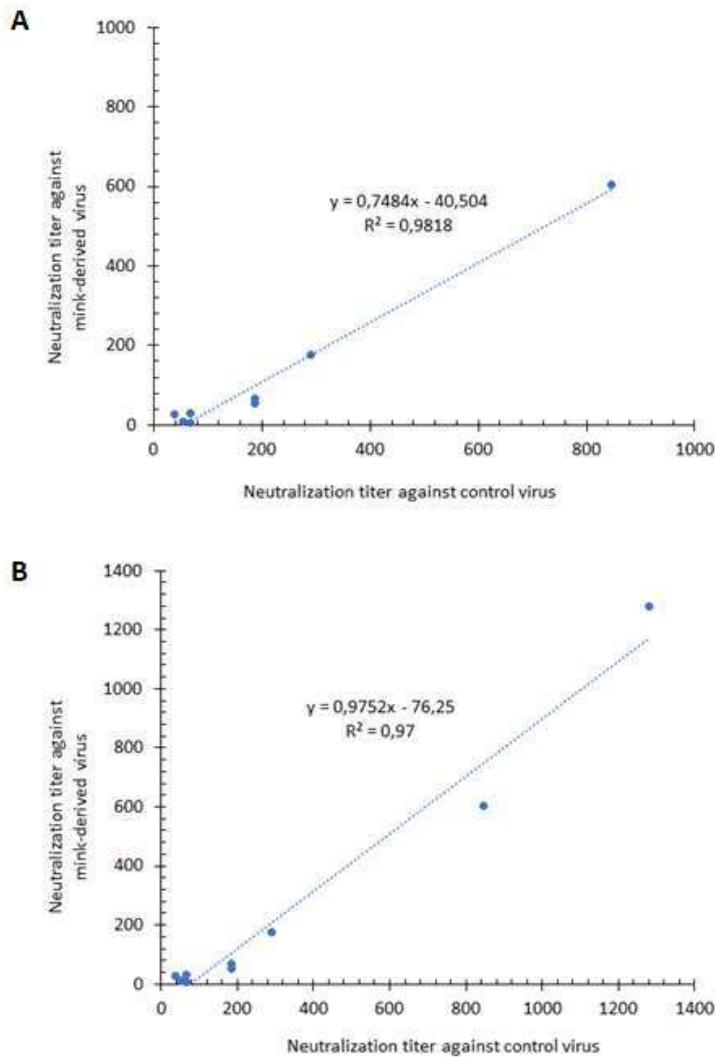 A
1000
800
600
400
200
0
y = 0,7484x - 40,504
R² = 0,9818
0 200 400 600 800 1000
Neutralization titer against
mink-derived virus
Neutralization titer against control virus
B
1400
1200
1000
800
600
400
200
0
y = 0,9752x - 76,25
R² = 0,97
0 200 400 600 800 1000 1200 1400
Neutralization titer against
mink-derived virus
Neutralization titer against control virus